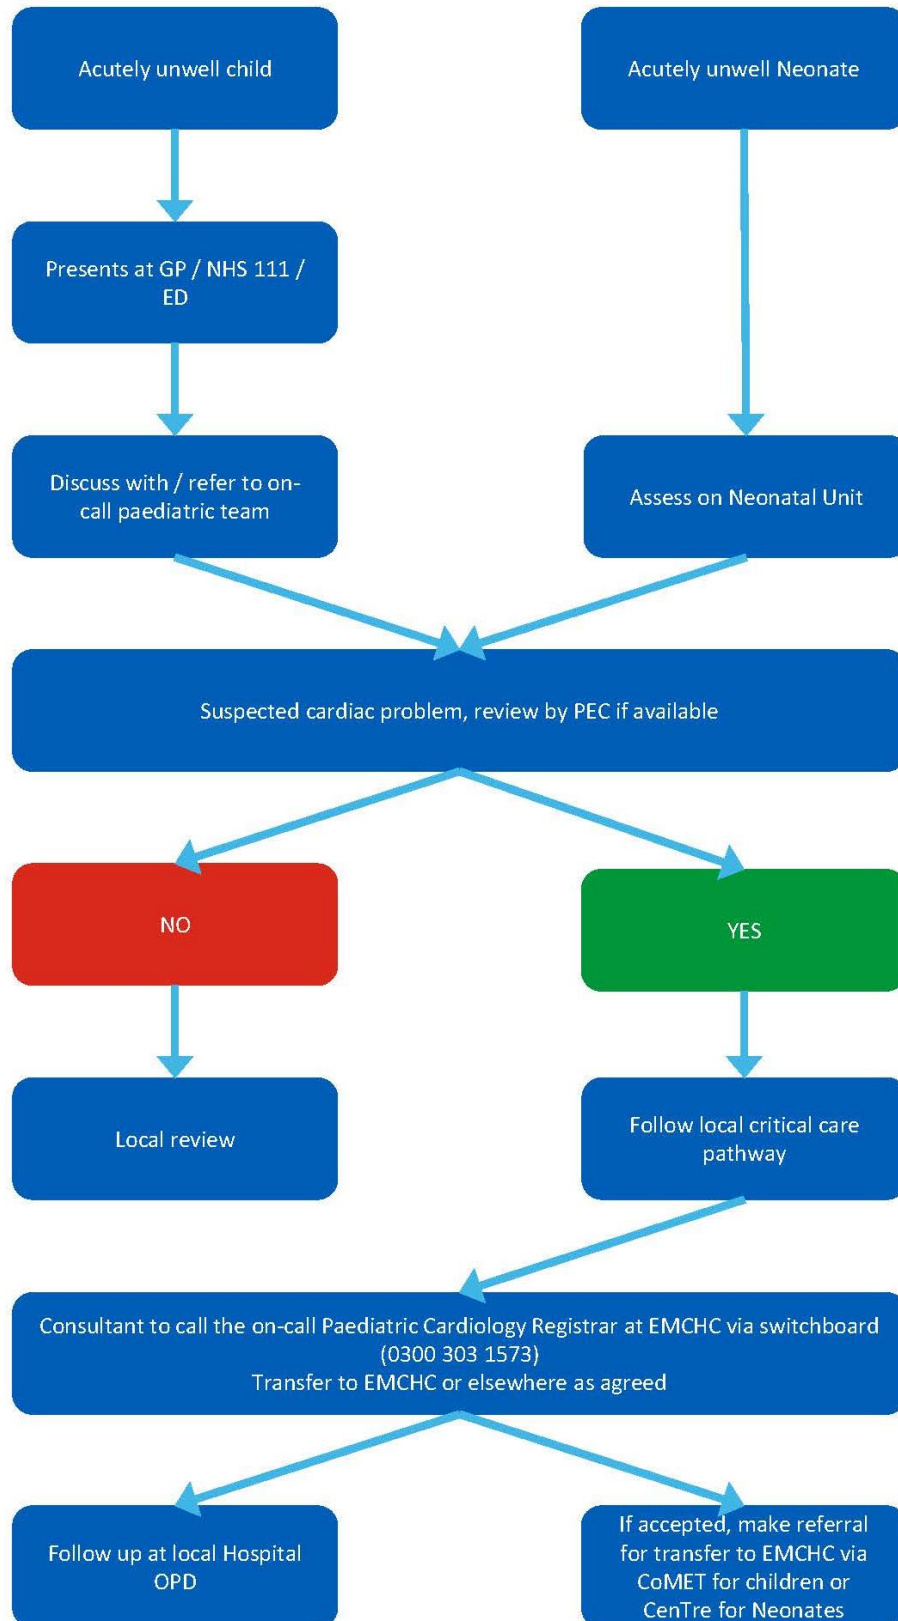 Acutely unwell child
Acutely unwell Neonate
Presents at GP / NHS 111 /
ED
Discuss with / refer to on-
call paediatric team
Assess on Neonatal Unit
Suspected cardiac problem, review by PEC if available
NO
YES
Local review
Follow local critical care
pathway
Consultant to call the on-call Paediatric Cardiology Registrar at EMCHC via switchboard
(0300 303 1573)
Transfer to EMCHC or elsewhere as agreed
Follow up at local Hospital
OPD
If accepted, make referral
for transfer to EMCHC via
CoMET for children or
CenTre for Neonates